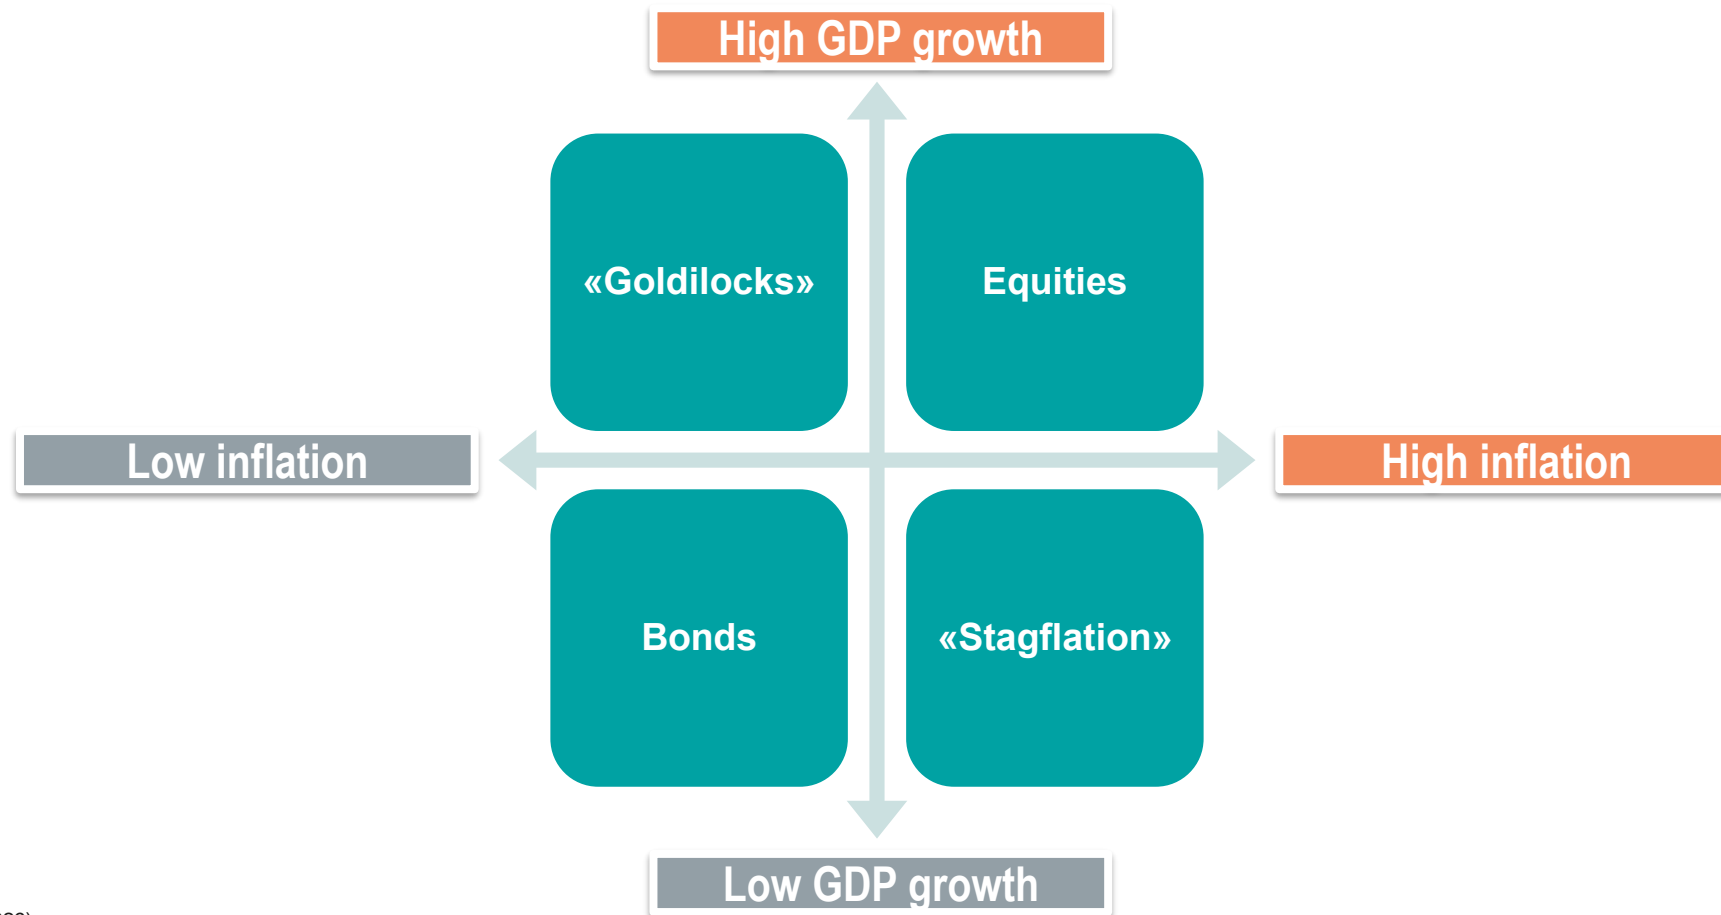 High GDP growth
«Goldilocks»
Equities
Low inflation
High inflation
Bonds
«Stagflation»
Low GDP growth